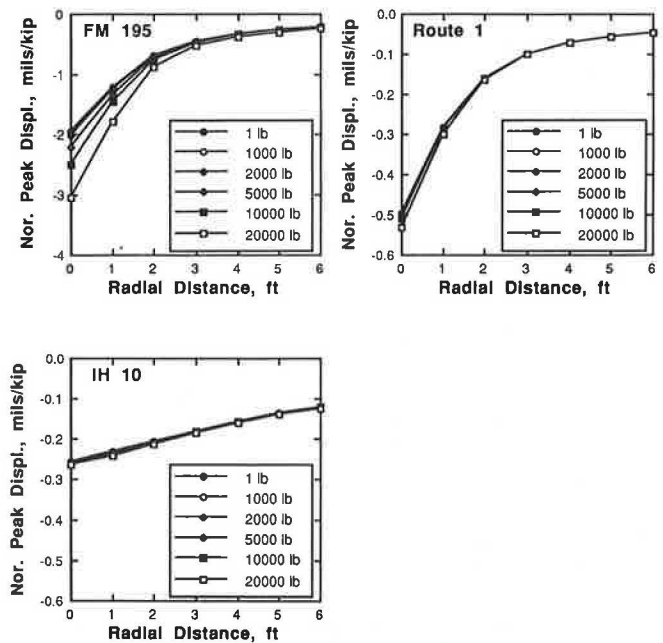 FM 195
Nor. Peak Displ., mils/kip
-0
-1
-2
-3
-4
1 lb
1000 lb
2000 lb
5000 lb
10000 lb
20000 lb
0 1 2 3 4 5 6
Radial Distance, ft
Route 1
Nor. Peak Displ., mils/kip
0.0
-0.1
-0.2
-0.3
-0.4
-0.5
-0.6
1 lb
1000 lb
2000 lb
5000 lb
10000 lb
20000 lb
0 1 2 3 4 5 6
Radial Distance, ft
IH 10
Nor. Peak Displ., mils/kip
0.0
-0.1
-0.2
-0.3
-0.4
-0.5
-0.6
1 lb
1000 lb
2000 lb
5000 lb
10000 lb
20000 lb
0 1 2 3 4 5 6
Radial Distance, ft